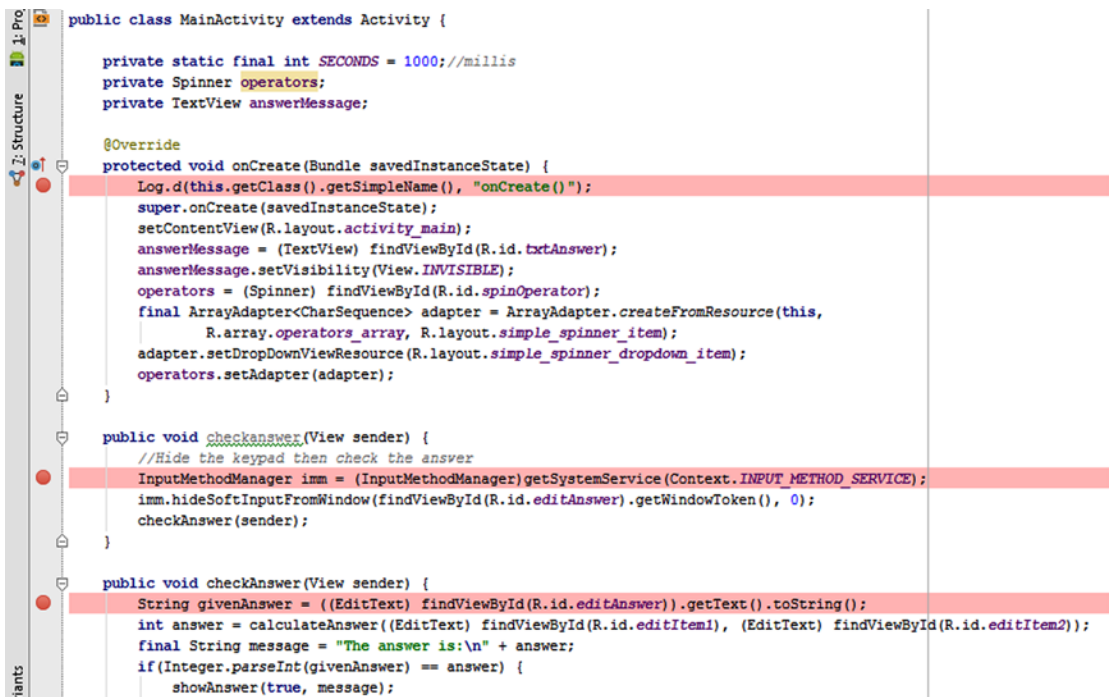 1: Pro
7: Structure
public class MainActivity extends Activity {
private static final int SECONDS = 1000;//millis
private Spinner operators;
private TextView answerMessage;
@Override
protected void onCreate(Bundle savedInstanceState) {
Log.d(this.getClass().getSimpleName(), "onCreate()");
super.onCreate(savedInstanceState);
setContentView(R.layout.activity_main);
answerMessage = (TextView) findViewById(R.id.txtAnswer);
answerMessage.setVisibility(View.INVISIBLE);
operators = (Spinner) findViewById(R.id.spinOperator);
final ArrayAdapter<CharSequence> adapter = ArrayAdapter.createFromResource(this,
R.array.operators_array, R.layout.simple_spinner_item);
adapter.setDropDownViewResource(R.layout.simple_spinner_dropdown_item);
operators.setAdapter(adapter);
}
public void checkanswer(View sender) {
//Hide the keypad then check the answer
InputMethodManager imm = (InputMethodManager)getSystemService(Context.INPUT_METHOD_SERVICE);
imm.hideSoftInputFromWindow(findViewById(R.id.editAnswer).getWindowToken(), 0);
checkAnswer(sender);
}
public void checkAnswer(View sender) {
String givenAnswer = ((EditText) findViewById(R.id.editAnswer)).getText().toString();
int answer = calculateAnswer((EditText) findViewById(R.id.editItem1), (EditText) findViewById(R.id.editItem2));
final String message = "The answer is:\n" + answer;
if(Integer.parseInt(givenAnswer) == answer) {
showAnswer(true, message);
iants